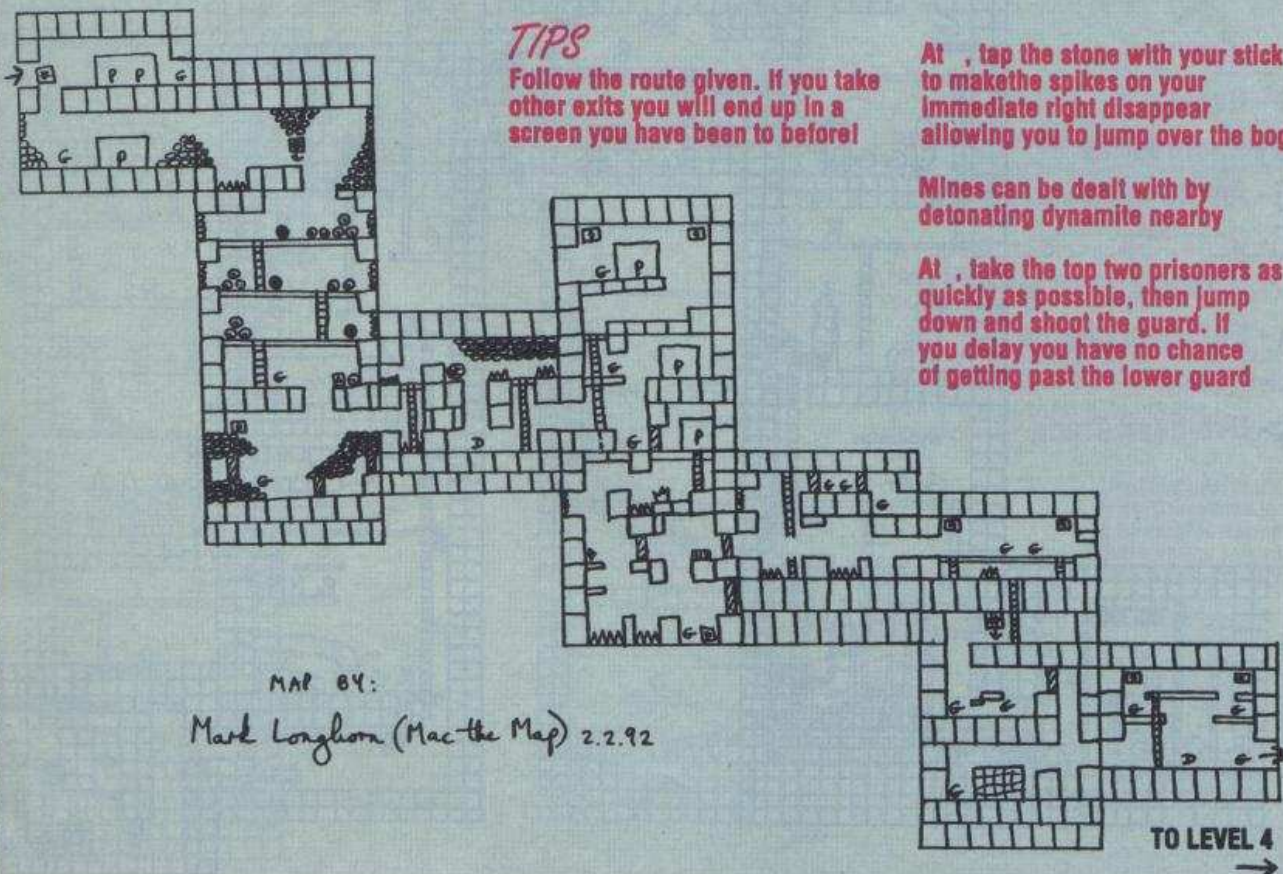 TIPS
Follow the route given. If you take
other exits you will end up in a
screen you have been to before!
At , tap the stone with your stick
to makethe spikes on your
immediate right disappear
allowing you to jump over the bog
Mines can be dealt with by
detonating dynamite nearby
At , take the top two prisoners as
quickly as possible, then jump
down and shoot the guard. If
you delay you have no chance
of getting past the lower guard
P P G
G P
G P
G
G P
G
D
G P
G G
G
G
G G
G
G G
G G
G
D G
MAP BY:
Mark Longhorn (Mac the Map) 2.2.92
TO LEVEL 4